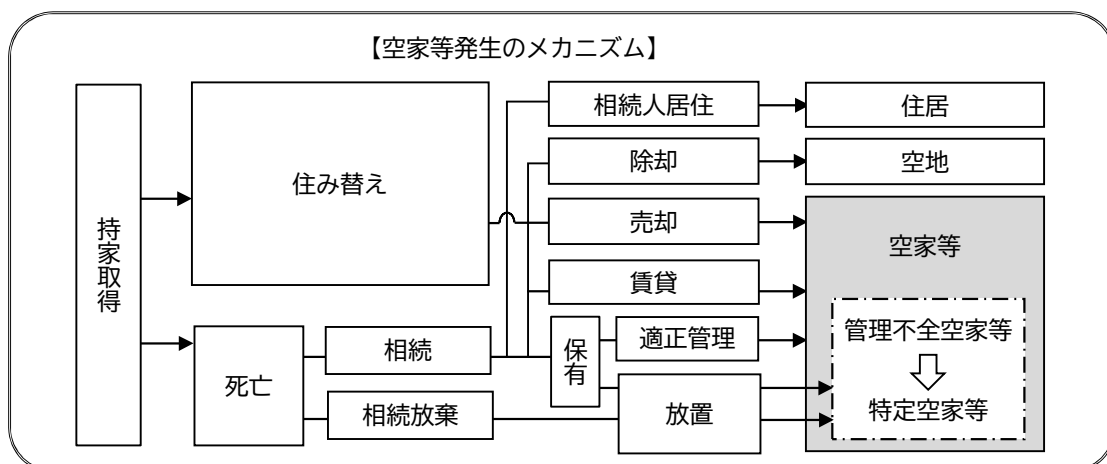 【空家等発生のメカニズム】
持家取得
住み替え
死亡
相続
相続放棄
相続人居住
除却
売却
賃貸
保有
適正管理
放置
住居
空地
空家等
管理不全空家等
特定空家等